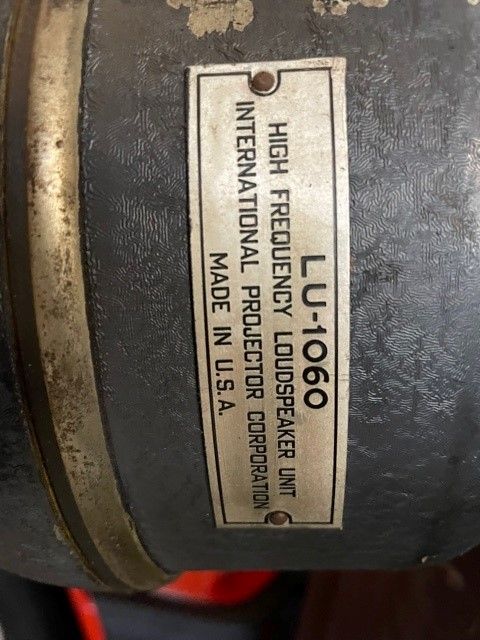 LU-1060
HIGH FREQUENCY LOUDSPEAKER UNIT
INTERNATIONAL PROJECTOR CORPORATION
MADE IN U.S.A.